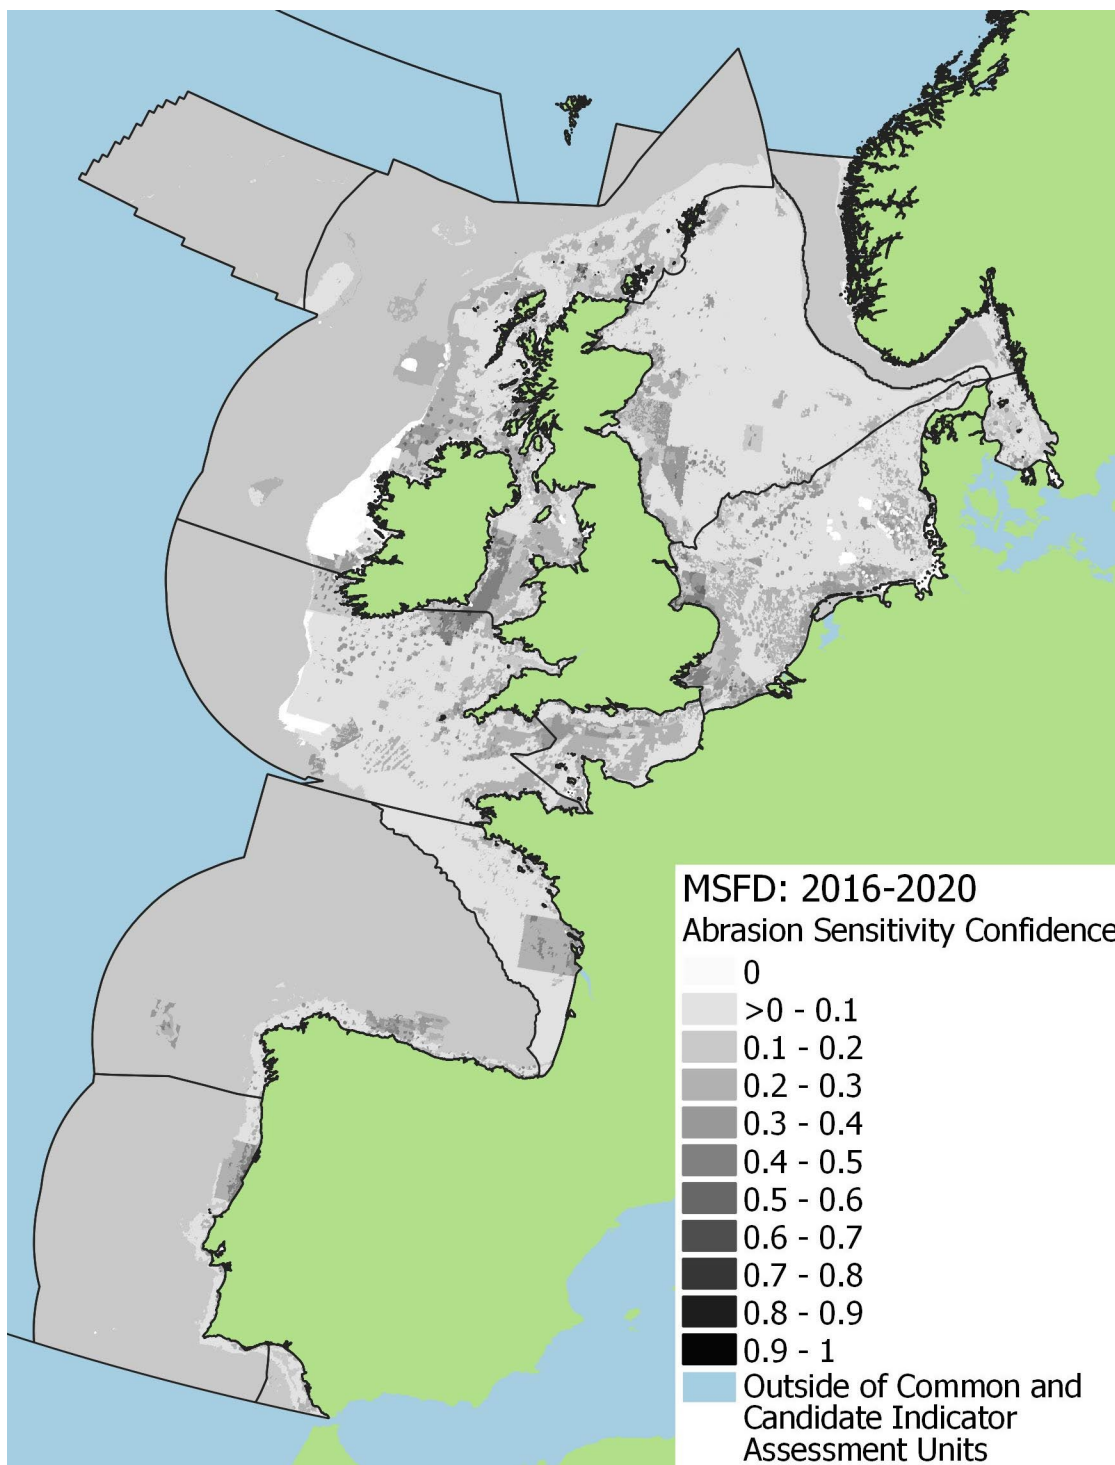 MSFD: 2016-2020
Abrasion Sensitivity Confidence
0
>0 - 0.1
0.1 - 0.2
0.2 - 0.3
0.3 - 0.4
0.4 - 0.5
0.5 - 0.6
0.6 - 0.7
0.7 - 0.8
0.8 - 0.9
0.9 - 1
Outside of Common and
Candidate Indicator
Assessment Units